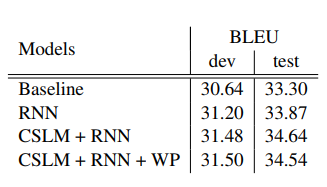 Models BLEU
dev test
Baseline 30.64 33.30
RNN 31.20 33.87
CSLM + RNN 31.48 34.64
CSLM + RNN + WP 31.50 34.54